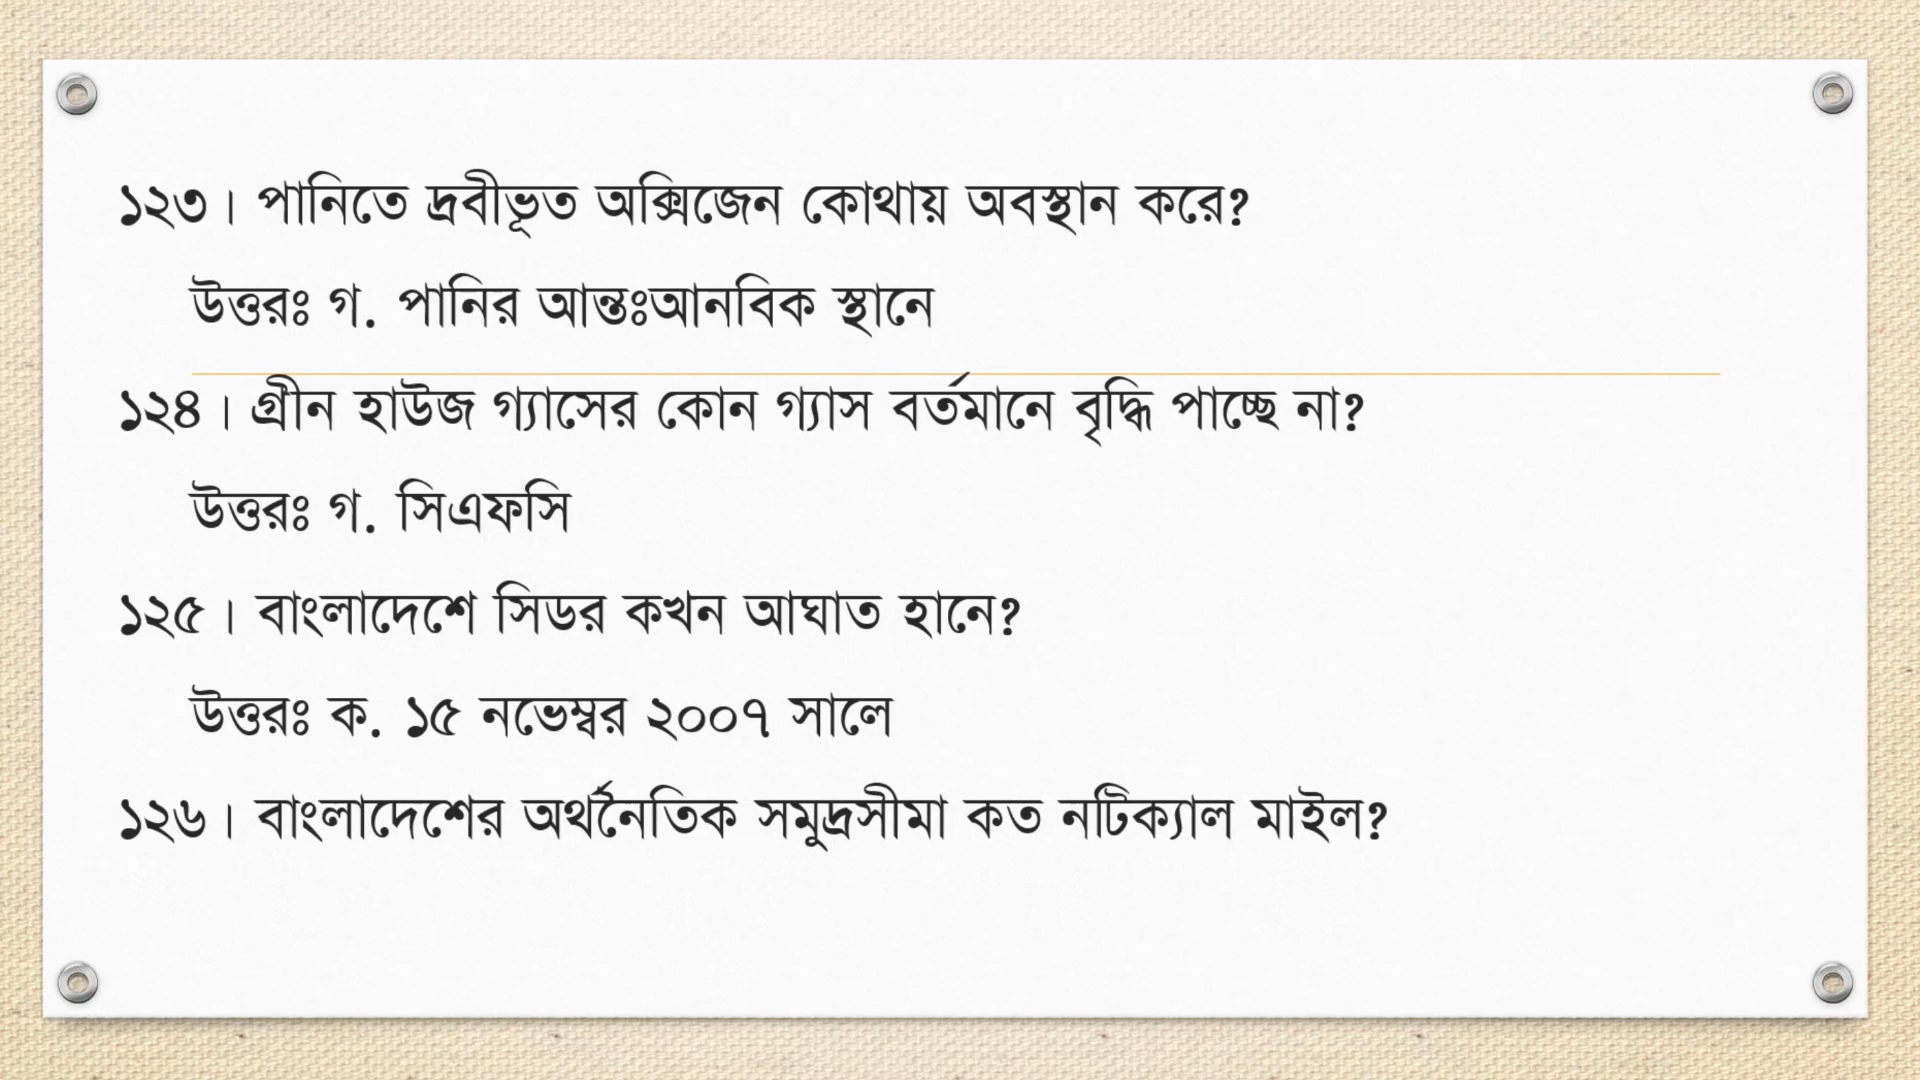 ১২৩। পানিতে দ্রবীভূত অক্সিজেন কোথায় অবস্থান করে?
উত্তরঃ গ. পানির আন্তঃআনবিক স্থানে
১২৪। গ্রীন হাউজ গ্যাসের কোন গ্যাস বর্তমানে বৃদ্ধি পাচ্ছে না?
উত্তরঃ গ. সিএফসি
১২৫। বাংলাদেশে সিডর কখন আঘাত হানে?
উত্তরঃ ক. ১৫ নভেম্বর ২০০৭ সালে
১২৬। বাংলাদেশের অর্থনৈতিক সমুদ্রসীমা কত নটিক্যাল মাইল?